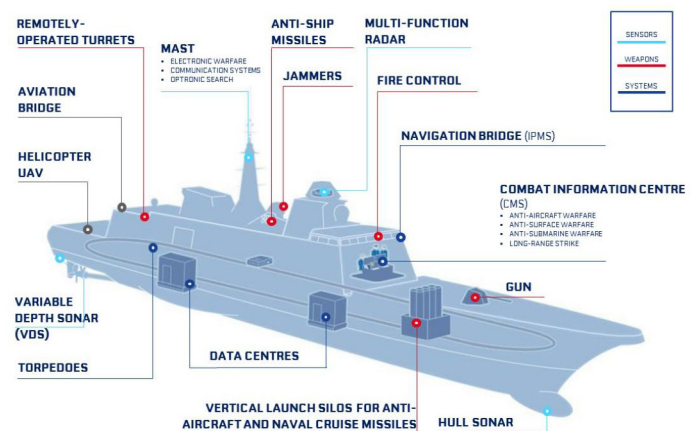 REMOTELY-
OPERATED TURRETS
MAST
• ELECTRONIC WARFARE
• COMMUNICATION SYSTEMS
• OPTRONIC SEARCH
ANTI-SHIP
MISSILES
JAMMERS
MULTI-FUNCTION
RADAR
FIRE CONTROL
SENSORS
WEAPONS
SYSTEMS
AVIATION
BRIDGE
HELICOPTER
UAV
NAVIGATION BRIDGE (IPMS)
COMBAT INFORMATION CENTRE
(CMS)
• ANTI-AIRCRAFT WARFARE
• ANTI-SURFACE WARFARE
• ANTI-SUBMARINE WARFARE
• LONG-RANGE STRIKE
GUN
VARIABLE
DEPTH SONAR
(VDS)
TORPEDOES
DATA CENTRES
VERTICAL LAUNCH SILOS FOR ANTI-
AIRCRAFT AND NAVAL CRUISE MISSILES
HULL SONAR